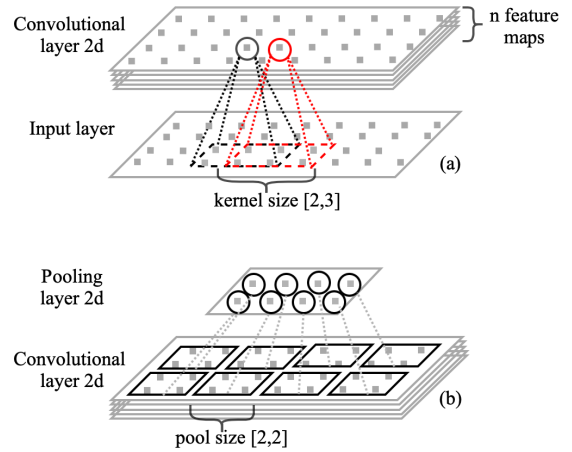 Convolutional
layer 2d
n feature
maps
Input layer
(a)
kernel size [2,3]
Pooling
layer 2d
Convolutional
layer 2d
(b)
pool size [2,2]